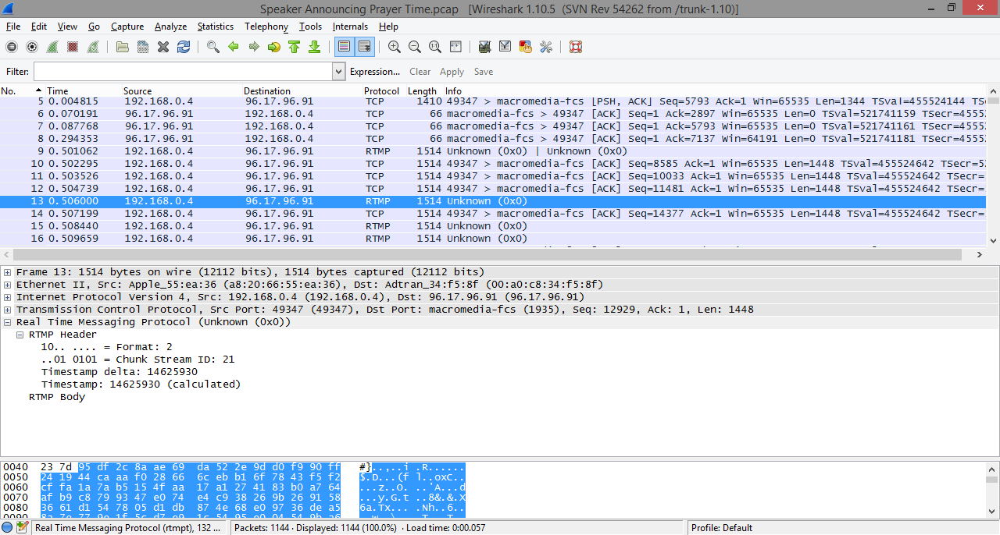 Speaker Announcing Prayer Time.pcap [Wireshark 1.10.5 (SVN Rev 54262 from /trunk-1.10)]
File Edit View Go Capture Analyze Statistics Telephony Tools Internals Help
Filter: Expression... Clear Apply Save
No. Time Source Destination Protocol Length Info
5 0.004815 192.168.0.4 96.17.96.91 TCP 1410 49347 > macromedia-fcs [PSH, ACK] Seq=5793 Ack=1 Win=65535 Len=1344 TSval=455524144 TS
6 0.070191 96.17.96.91 192.168.0.4 TCP 66 macromedia-fcs > 49347 [ACK] Seq=1 Ack=2897 Win=65535 Len=0 TSval=521741159 TSecr=4555
7 0.087768 96.17.96.91 192.168.0.4 TCP 66 macromedia-fcs > 49347 [ACK] Seq=1 Ack=5793 Win=65535 Len=0 TSval=521741161 TSecr=4555
8 0.294353 96.17.96.91 192.168.0.4 TCP 66 macromedia-fcs > 49347 [ACK] Seq=1 Ack=7137 Win=64191 Len=0 TSval=521741181 TSecr=4555
9 0.501062 192.168.0.4 96.17.96.91 RTMP 1514 Unknown (0x0) | Unknown (0x0)
10 0.502295 192.168.0.4 96.17.96.91 TCP 1514 49347 > macromedia-fcs [ACK] Seq=8585 Ack=1 Win=65535 Len=1448 TSval=455524642 TSecr=5
11 0.503526 192.168.0.4 96.17.96.91 TCP 1514 49347 > macromedia-fcs [ACK] Seq=10033 Ack=1 Win=65535 Len=1448 TSval=455524642 TSecr=
12 0.504739 192.168.0.4 96.17.96.91 TCP 1514 49347 > macromedia-fcs [ACK] Seq=11481 Ack=1 Win=65535 Len=1448 TSval=455524642 TSecr=
13 0.506000 192.168.0.4 96.17.96.91 RTMP 1514 Unknown (0x0)
14 0.507199 192.168.0.4 96.17.96.91 TCP 1514 49347 > macromedia-fcs [ACK] Seq=14377 Ack=1 Win=65535 Len=1448 TSval=455524642 TSecr=
15 0.508440 192.168.0.4 96.17.96.91 RTMP 1514 Unknown (0x0)
16 0.509659 192.168.0.4 96.17.96.91 RTMP 1514 Unknown (0x0)
Frame 13: 1514 bytes on wire (12112 bits), 1514 bytes captured (12112 bits)
Ethernet II, Src: Apple_55:ea:36 (a8:20:66:55:ea:36), Dst: Adtran_34:f5:8f (00:a0:c8:34:f5:8f)
Internet Protocol Version 4, Src: 192.168.0.4 (192.168.0.4), Dst: 96.17.96.91 (96.17.96.91)
Transmission Control Protocol, Src Port: 49347 (49347), Dst Port: macromedia-fcs (1935), Seq: 12929, Ack: 1, Len: 1448
Real Time Messaging Protocol (Unknown (0x0))
RTMP Header
10.. .... = Format: 2
..01 0101 = Chunk Stream ID: 21
Timestamp delta: 14625930
Timestamp: 14625930 (calculated)
RTMP Body
0040 23 7d 95 df 2c 8a ae 69 da 52 2e 9d d0 f9 90 ff #}..,..i .R......
0050 24 19 44 ca aa f0 28 66 6c eb b1 6f 78 43 f5 f2 $.D...(f l..oxC..
0060 cf fa 1a 7a b5 15 4f aa 17 a1 27 41 83 b0 a7 64 ...z..O. ..'A...d
0070 af b9 c8 79 93 47 e0 74 e4 c9 38 26 9b 26 91 58 ...y.G.t ..8&.&.X
0080 36 61 d1 54 78 05 d1 db 87 4e 68 e0 97 36 de a5 6a.Tx... .Nh..6..
Real Time Messaging Protocol (rtmpt), 132 ... Packets: 1144 · Displayed: 1144 (100.0%) · Load time: 0:00.057 Profile: Default